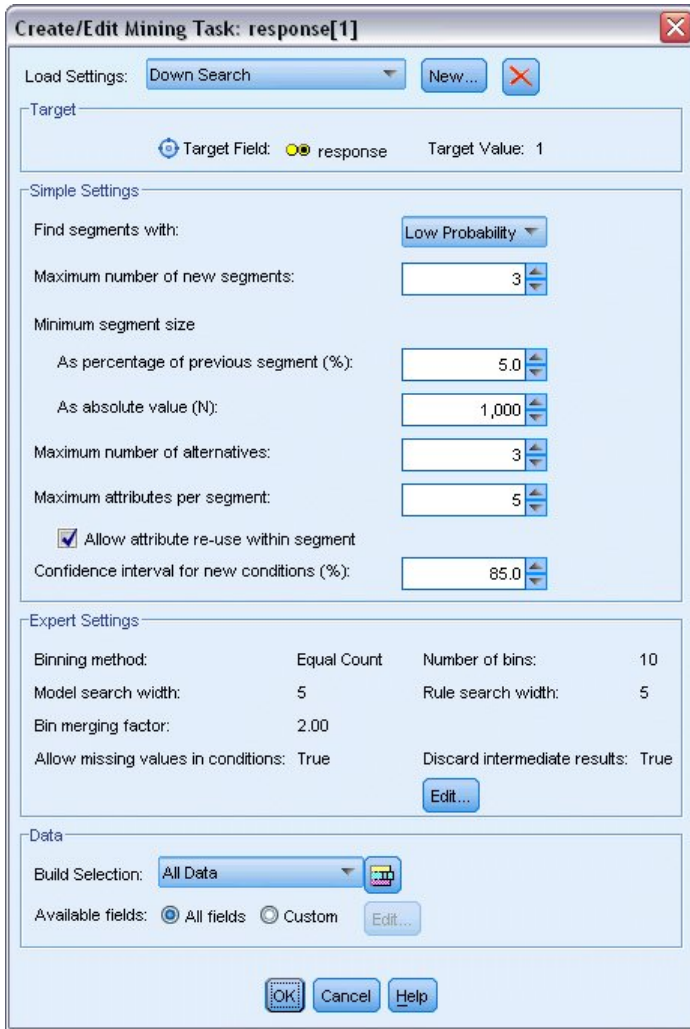 Create/Edit Mining Task: response[1]
Load Settings: Down Search New...
Target
Target Field: response Target Value: 1
Simple Settings
Find segments with: Low Probability
Maximum number of new segments: 3
Minimum segment size
As percentage of previous segment (%): 5.0
As absolute value (N): 1,000
Maximum number of alternatives: 3
Maximum attributes per segment: 5
Allow attribute re-use within segment
Confidence interval for new conditions (%): 85.0
Expert Settings
Binning method: Equal Count Number of bins: 10
Model search width: 5 Rule search width: 5
Bin merging factor: 2.00
Allow missing values in conditions: True Discard intermediate results: True
Edit...
Data
Build Selection: All Data
Available fields: All fields Custom Edit...
OK Cancel Help